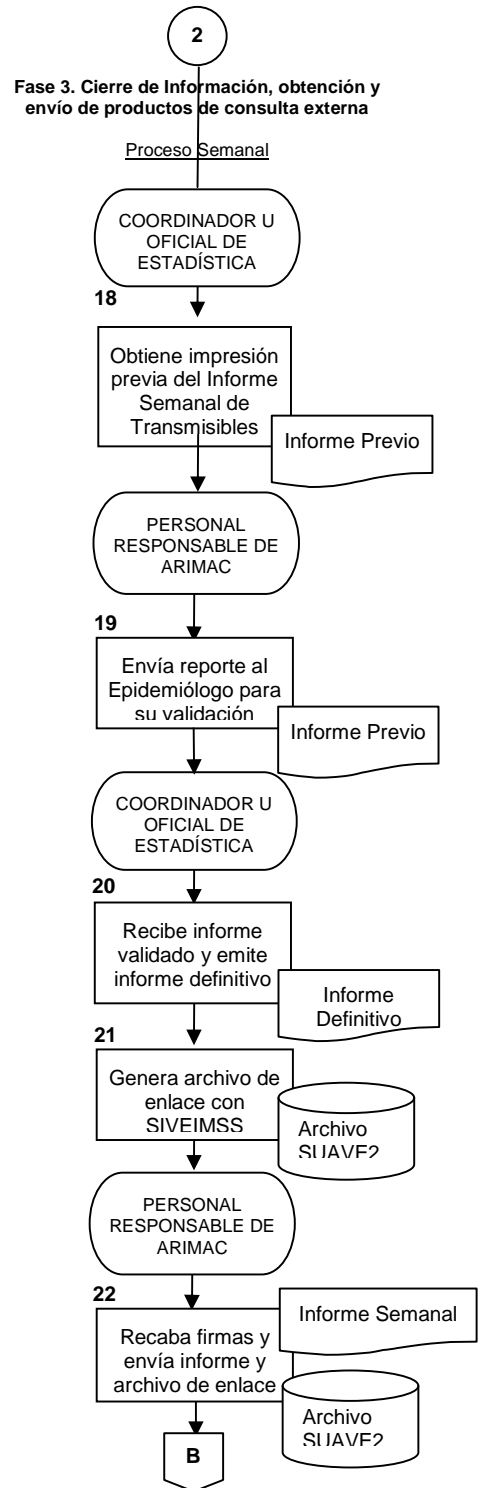 2
Fase 3. Cierre de Información, obtención y
envío de productos de consulta externa
Proceso Semanal
COORDINADOR U
OFICIAL DE
ESTADÍSTICA
18
Obtiene impresión
previa del Informe
Semanal de
Transmisibles
Informe Previo
PERSONAL
RESPONSABLE DE
ARIMAC
19
Envía reporte al
Epidemiólogo para
su validación
Informe Previo
COORDINADOR U
OFICIAL DE
ESTADÍSTICA
20
Recibe informe
validado y emite
informe definitivo
Informe
Definitivo
21
Genera archivo de
enlace con
SIVEIMSS
Archivo
SUAVE2
PERSONAL
RESPONSABLE DE
ARIMAC
22
Informe Semanal
Recaba firmas y
envía informe y
archivo de enlace
Archivo
SUAVE2
B